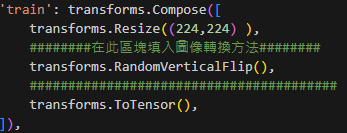 'train': transforms.Compose([
transforms.Resize((224,224) ),
########在此區塊填入圖像轉換方法########
transforms.RandomVerticalFlip(),
########################################
transforms.ToTensor(),
]),